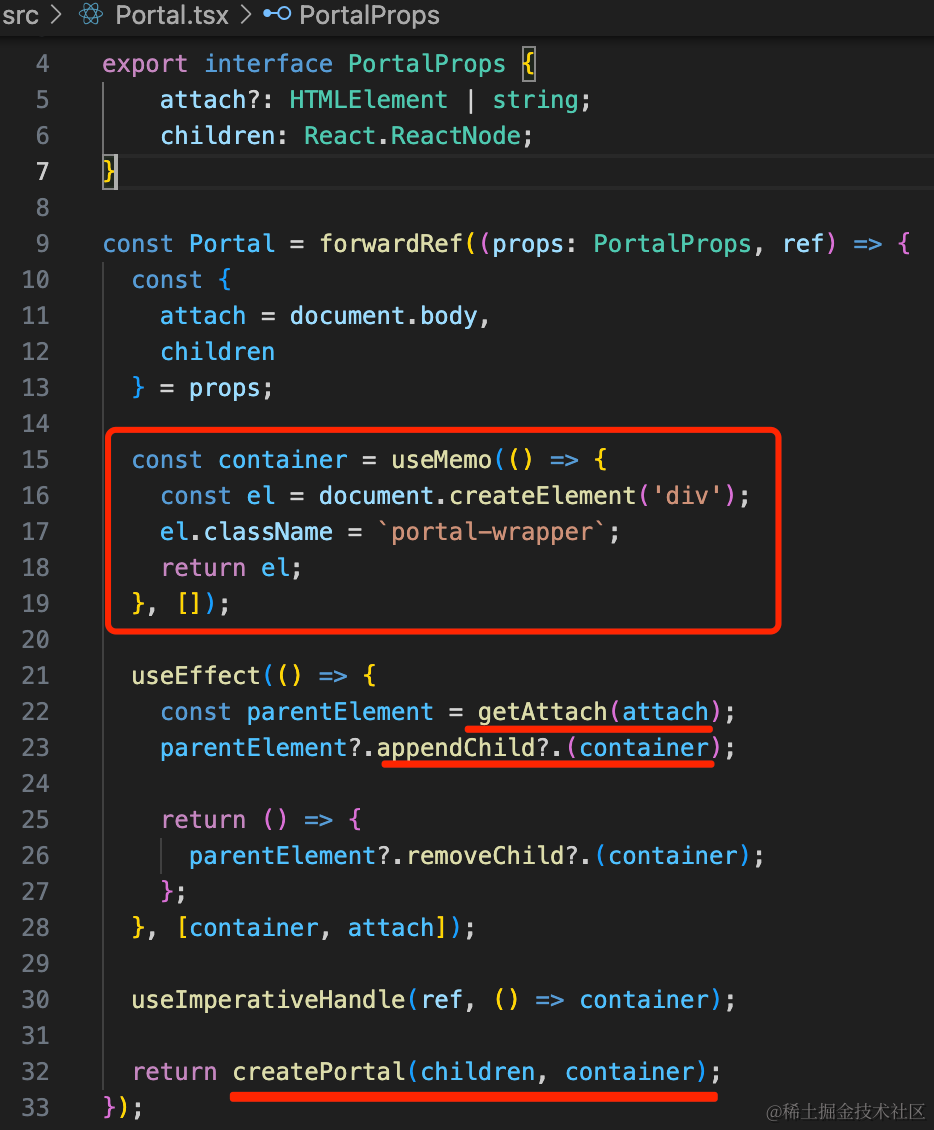 src > Portal.tsx > PortalProps
4 export interface PortalProps {
5 attach?: HTMLElement | string;
6 children: React.ReactNode;
7 }
8
9 const Portal = forwardRef((props: PortalProps, ref) => {
10 const {
11 attach = document.body,
12 children
13 } = props;
14
15 const container = useMemo(() => {
16 const el = document.createElement('div');
17 el.className = `portal-wrapper`;
18 return el;
19 }, []);
20
21 useEffect(() => {
22 const parentElement = getAttach(attach);
23 parentElement?.appendChild?.(container);
24
25 return () => {
26 parentElement?.removeChild?.(container);
27 };
28 }, [container, attach]);
29
30 useImperativeHandle(ref, () => container);
31
32 return createPortal(children, container);
33 });
@稀土掘金技术社区